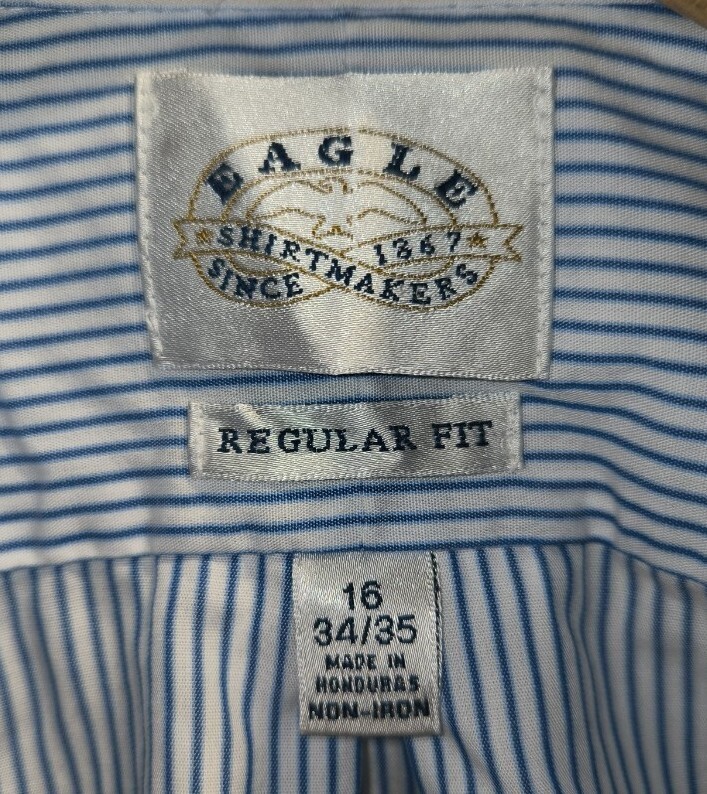 EAGLE
SHIRTMAKERS
SINCE 1867
REGULAR FIT
16
34/35
MADE IN
HONDURAS
NON-IRON